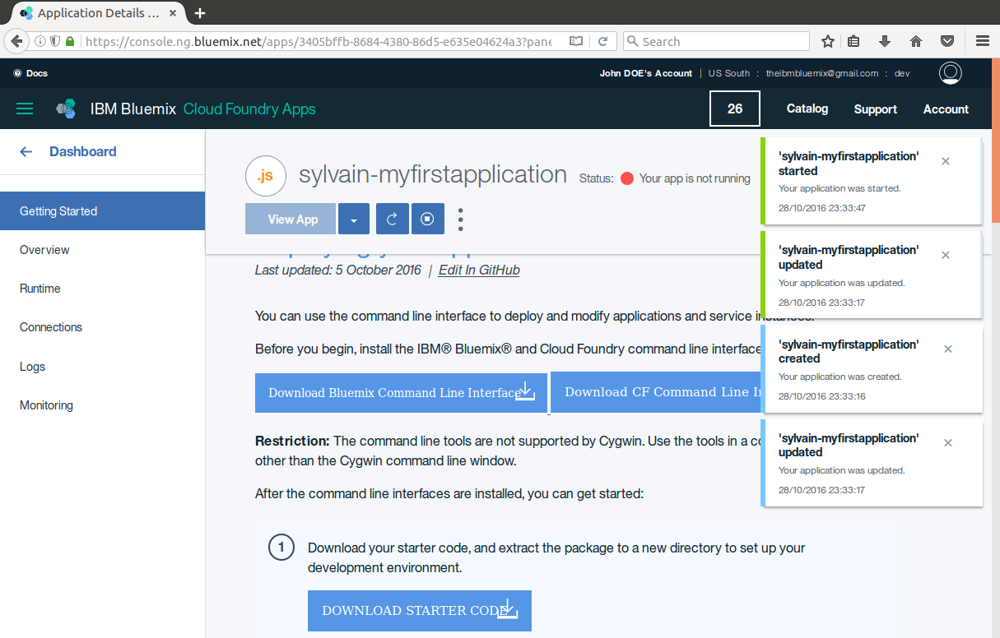 Application Details ...
https://console.ng.bluemix.net/apps/3405bffb-8684-4380-86d5-e635e04624a3?pane
Search
Docs
John DOE's Account | US South : theibmbluemix@gmail.com : dev
IBM Bluemix Cloud Foundry Apps
26
Catalog
Support
Account
Dashboard
Getting Started
Overview
Runtime
Connections
Logs
Monitoring
.js
sylvain-myfirstapplication
Status: Your app is not running
View App
Last updated: 5 October 2016 | Edit In GitHub
You can use the command line interface to deploy and modify applications and service instances.
Before you begin, install the IBM® Bluemix® and Cloud Foundry command line interface
Download Bluemix Command Line Interface
Download CF Command Line In
Restriction: The command line tools are not supported by Cygwin. Use the tools in a co
other than the Cygwin command line window.
After the command line interfaces are installed, you can get started:
1
Download your starter code, and extract the package to a new directory to set up your
development environment.
DOWNLOAD STARTER CODE
'sylvain-myfirstapplication'
started
Your application was started.
28/10/2016 23:33:47
'sylvain-myfirstapplication'
updated
Your application was updated.
28/10/2016 23:33:17
'sylvain-myfirstapplication'
created
Your application was created.
28/10/2016 23:33:16
'sylvain-myfirstapplication'
updated
Your application was updated.
28/10/2016 23:33:17